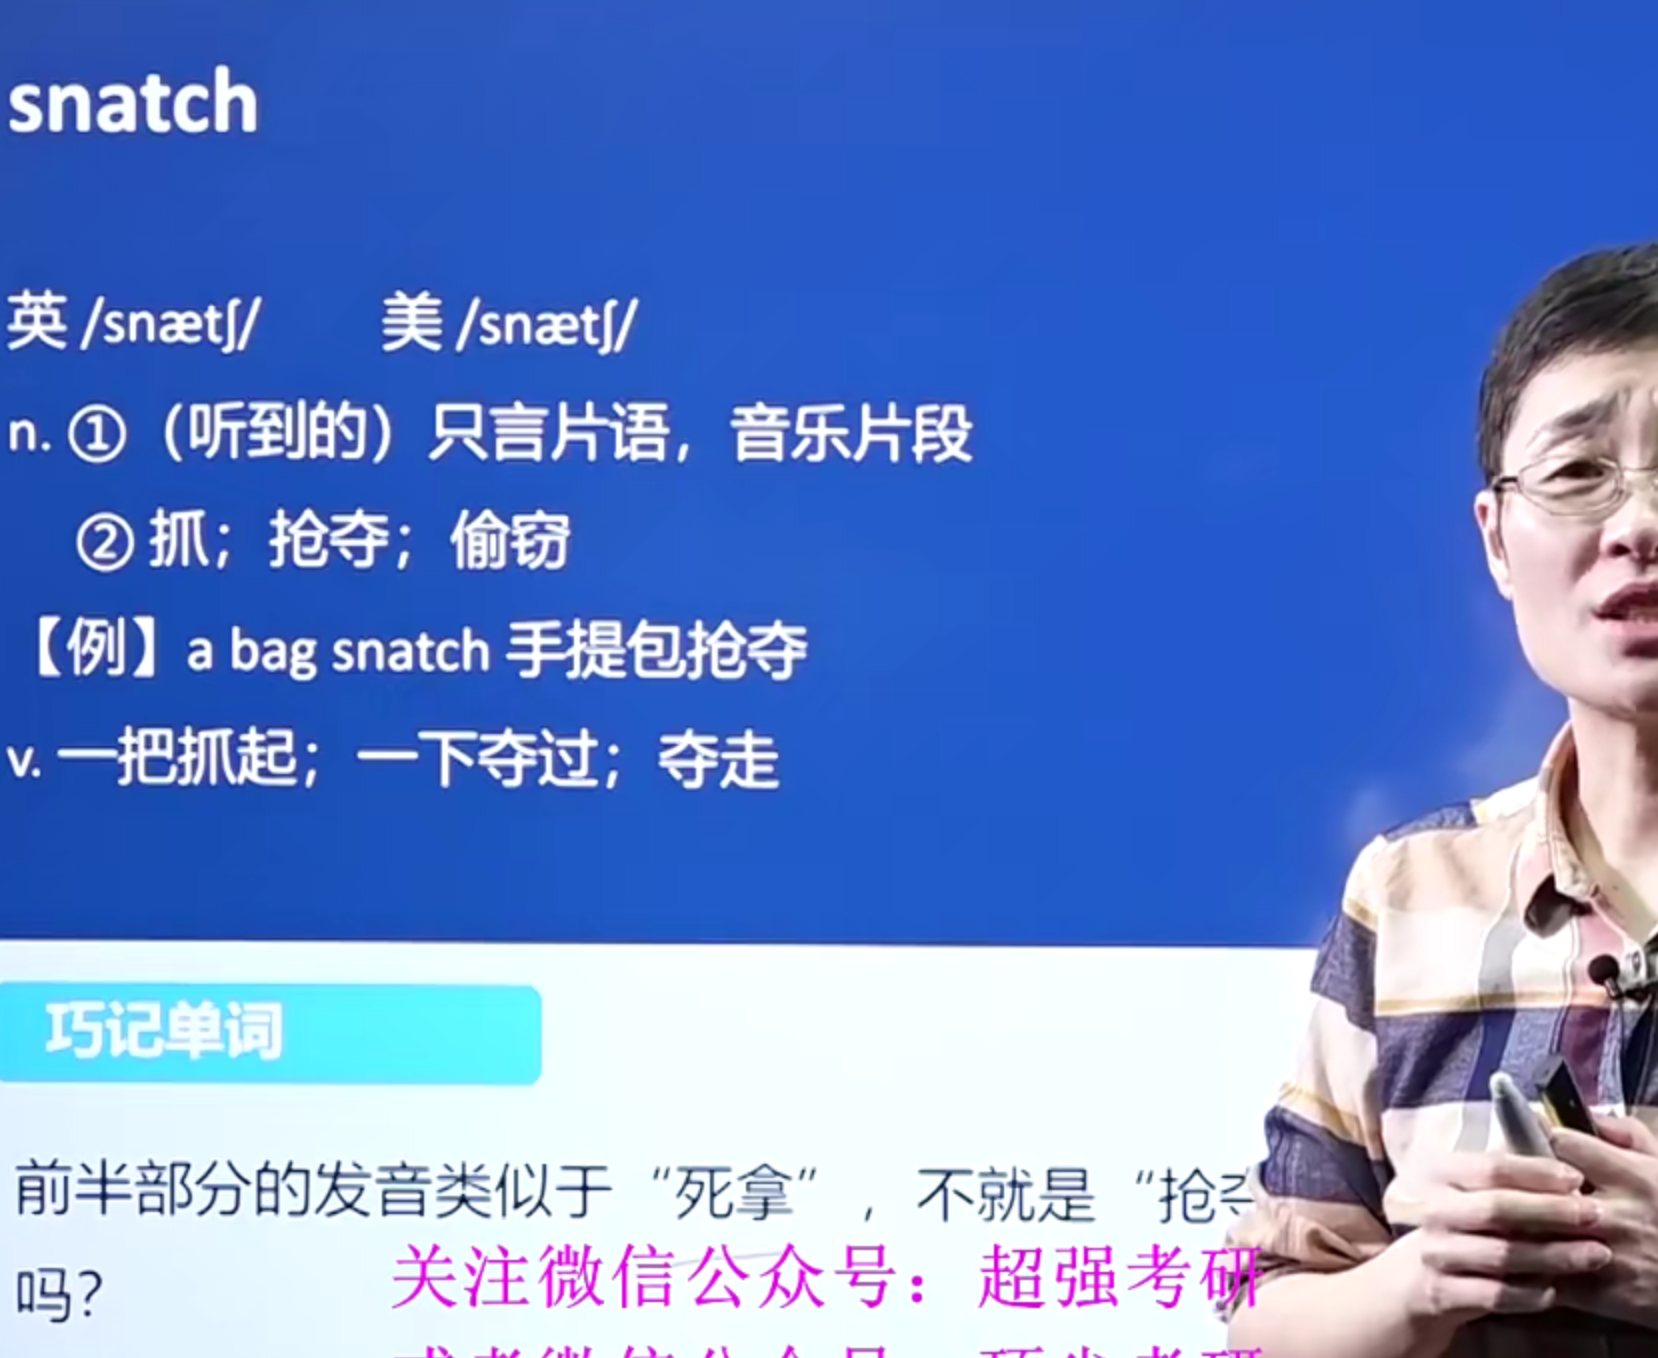 snatch
英 /snætʃ/ 美 /snætʃ/
n. ①（听到的）只言片语，音乐片段
② 抓；抢夺；偷窃
【例】a bag snatch 手提包抢夺
v. 一把抓起；一下夺过；夺走
巧记单词
前半部分的发音类似于“死拿”，不就是“抢夺
吗？
关注微信公众号：超强考研